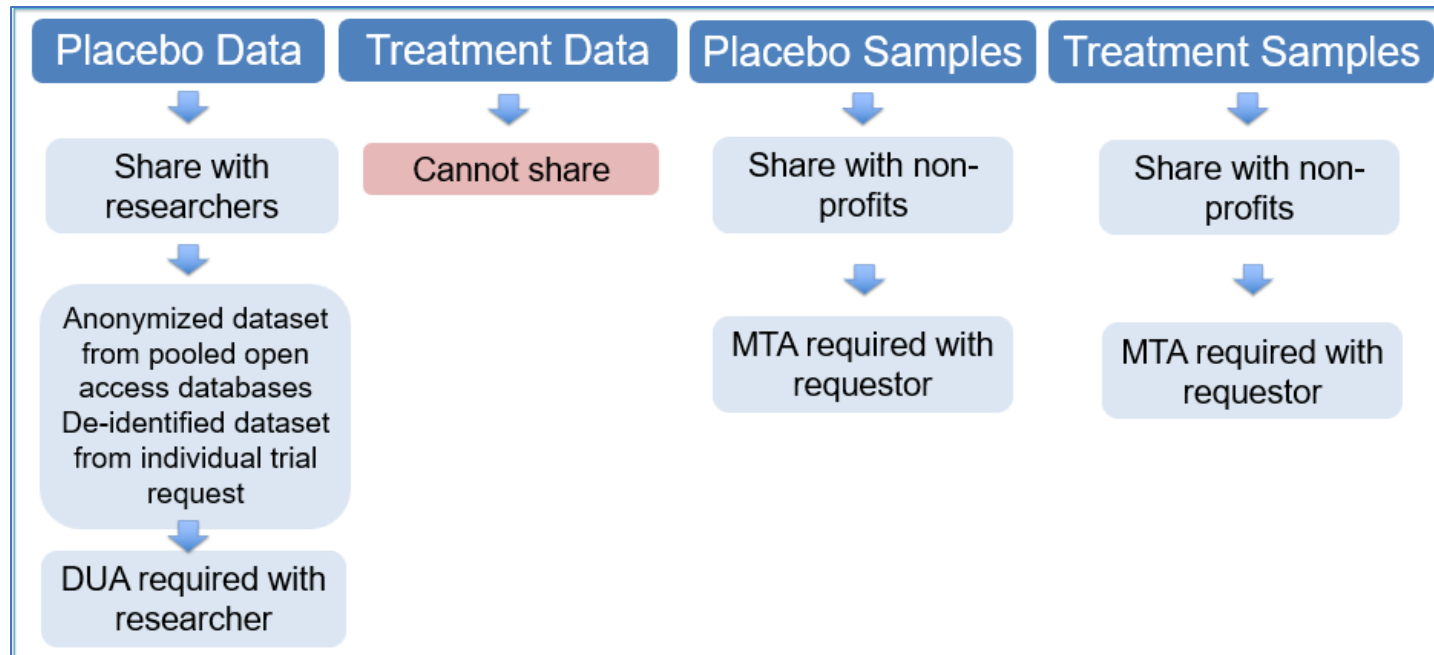 Placebo Data
Share with
researchers
Anonymized dataset
from pooled open
access databases
De-identified dataset
from individual trial
request
DUA required with
researcher
Treatment Data
Cannot share
Placebo Samples
Share with non-
profits
MTA required with
requestor
Treatment Samples
Share with non-
profits
MTA required with
requestor